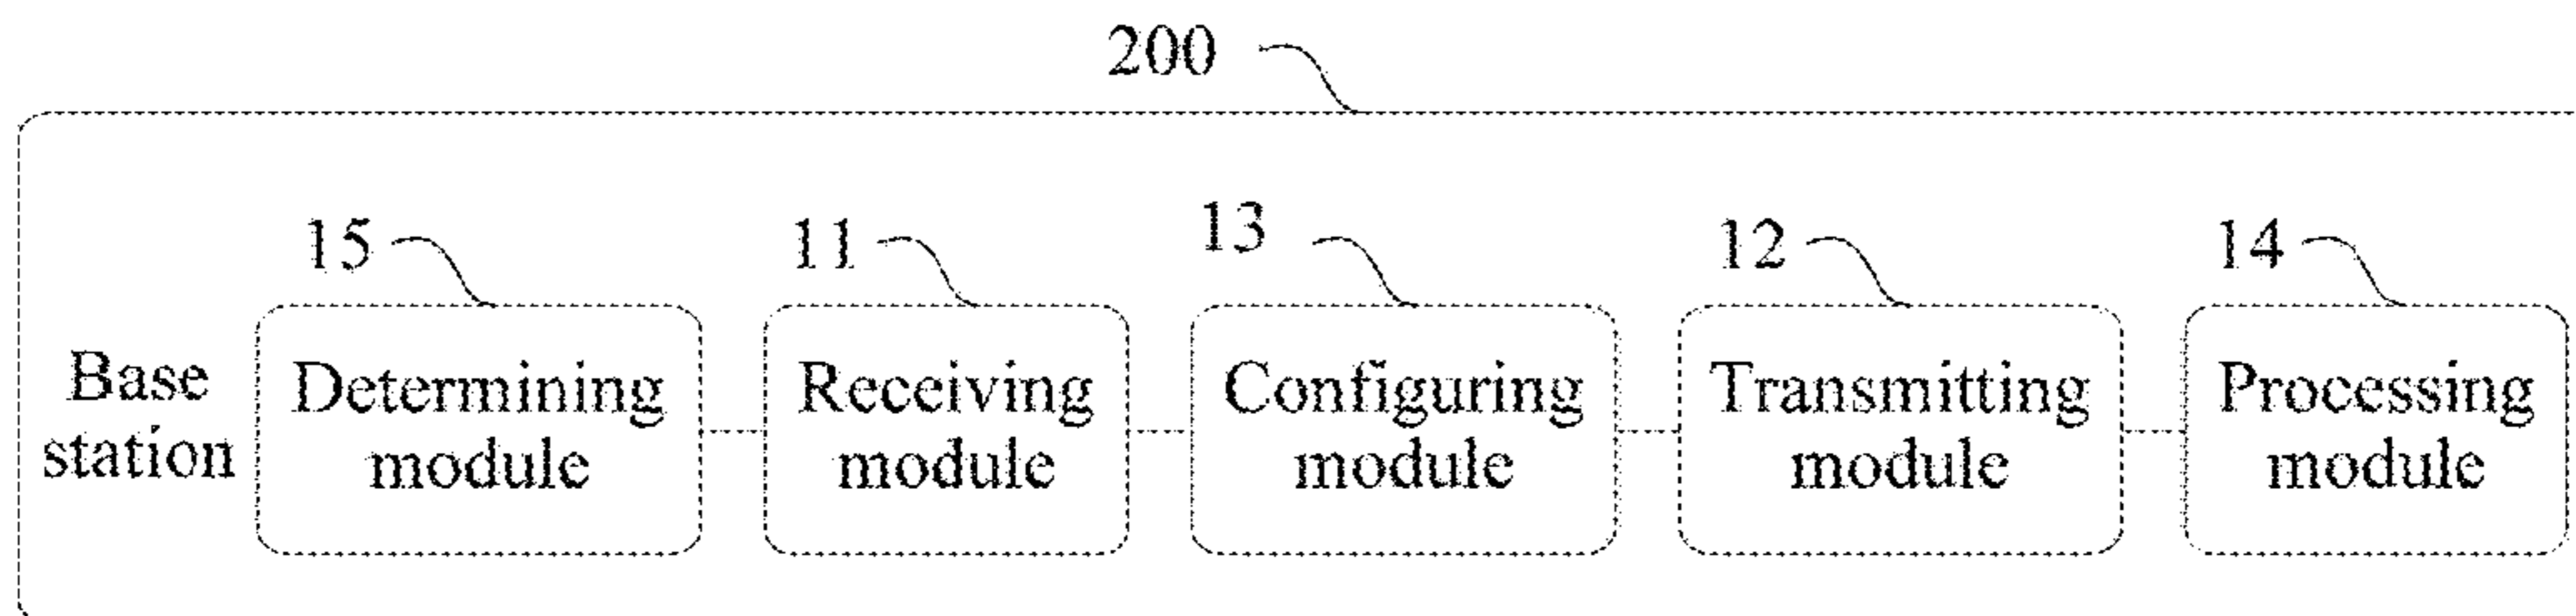 200
15 11 13 12 14
Base station
Determining module
Receiving module
Configuring module
Transmitting module
Processing module